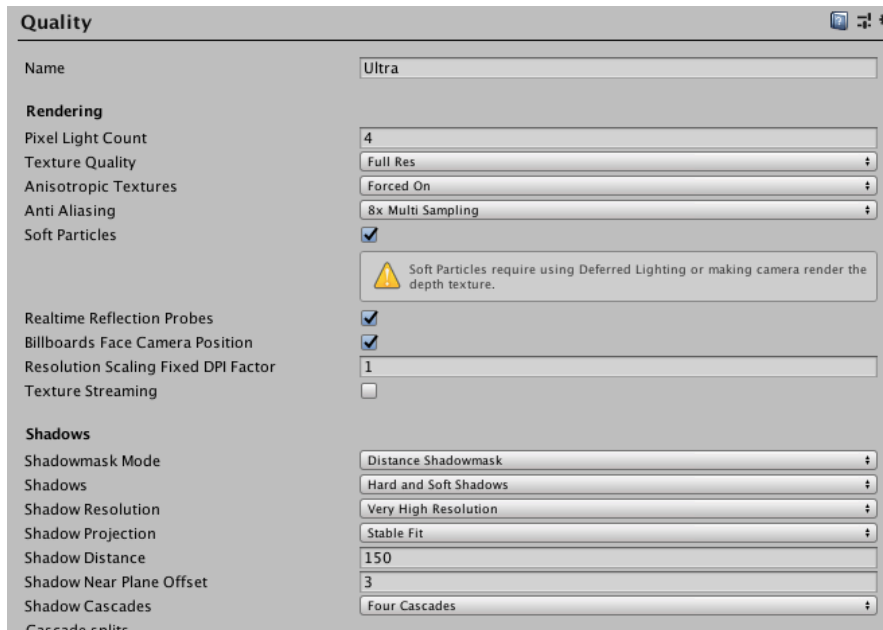 Quality
Name Ultra
Rendering
Pixel Light Count 4
Texture Quality Full Res
Anisotropic Textures Forced On
Anti Aliasing 8x Multi Sampling
Soft Particles
Soft Particles require using Deferred Lighting or making camera render the
depth texture.
Realtime Reflection Probes
Billboards Face Camera Position
Resolution Scaling Fixed DPI Factor 1
Texture Streaming
Shadows
Shadowmask Mode Distance Shadowmask
Shadows Hard and Soft Shadows
Shadow Resolution Very High Resolution
Shadow Projection Stable Fit
Shadow Distance 150
Shadow Near Plane Offset 3
Shadow Cascades Four Cascades
Cascade splits